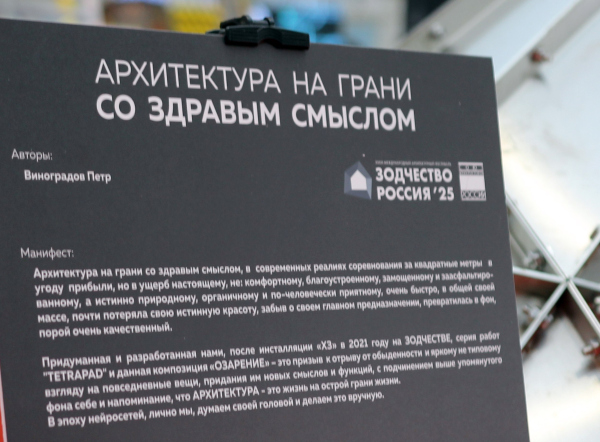 АРХИТЕКТУРА НА ГРАНИ
СО ЗДРАВЫМ СМЫСЛОМ
Авторы:
Виноградов Петр
ЗОДЧЕСТВО
РОССИЯ'25
РОССИИ
Манифест:
Архитектура на грани со здравым смыслом, в современных реалиях соревнования за квадратные метры в
угоду прибыли, но в ущерб настоящему, не: комфортному, благоустроенному, замощенному и заасфальтиро-
ванному, а истинно природному, органичному и по-человечески приятному, очень быстро, в общей своей
массе, почти потеряла свою истинную красоту, забыв о своем главном предназначении, превратилась в фон,
порой очень качественный.
Придуманная и разработанная нами, после инсталляции «ХЗ» в 2021 году на ЗОДЧЕСТВЕ, серия работ
"TETRAPAD" и данная композиция «ОЗАРЕНИЕ» - это призыв к отрыву от обыденности и яркому не типовому
взгляду на повседневные вещи, придания им новых смыслов и функций, с подчинением выше упомянутого
фона себе и напоминание, что АРХИТЕКТУРА - это жизнь на острой грани жизни.
В эпоху нейросетей, лично мы, думаем своей головой и делаем это вручную.